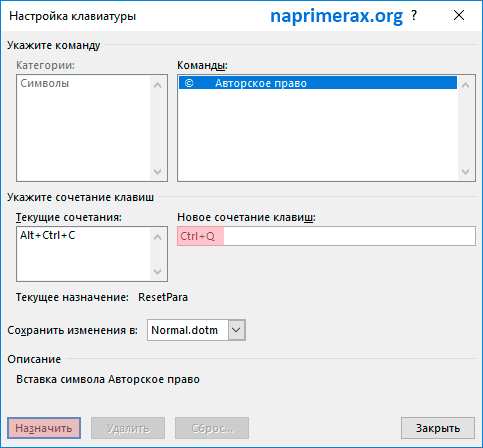 Настройка клавиатуры
naprimerax.org
?
Укажите команду
Категории:
Команды:
Символы
© Авторское право
Укажите сочетание клавиш
Текущие сочетания:
Новое сочетание клавиш:
Alt+Ctrl+C
Ctrl+Q
Текущее назначение: ResetPara
Сохранить изменения в: Normal.dotm
Описание
Вставка символа Авторское право
Назначить
Удалить
Сброс...
Закрыть